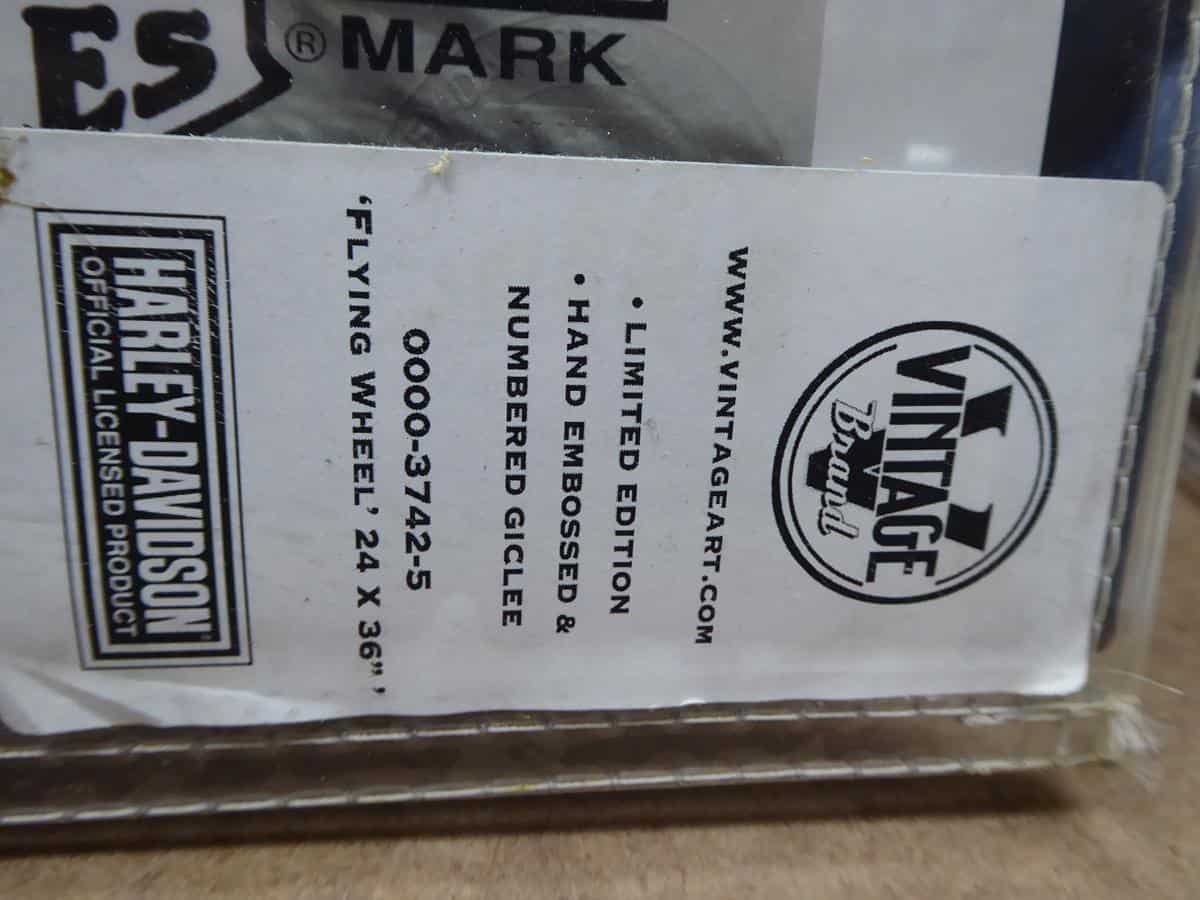 ES® MARK
VINTAGE
Brand
WWW.VINTAGEART.COM
• LIMITED EDITION
• HAND EMBOSSED &
NUMBERED GICLEE
0000-3742-5
‘FLYING WHEEL’ 24 X 36” ’
HARLEY-DAVIDSON®
OFFICIAL LICENSED PRODUCT